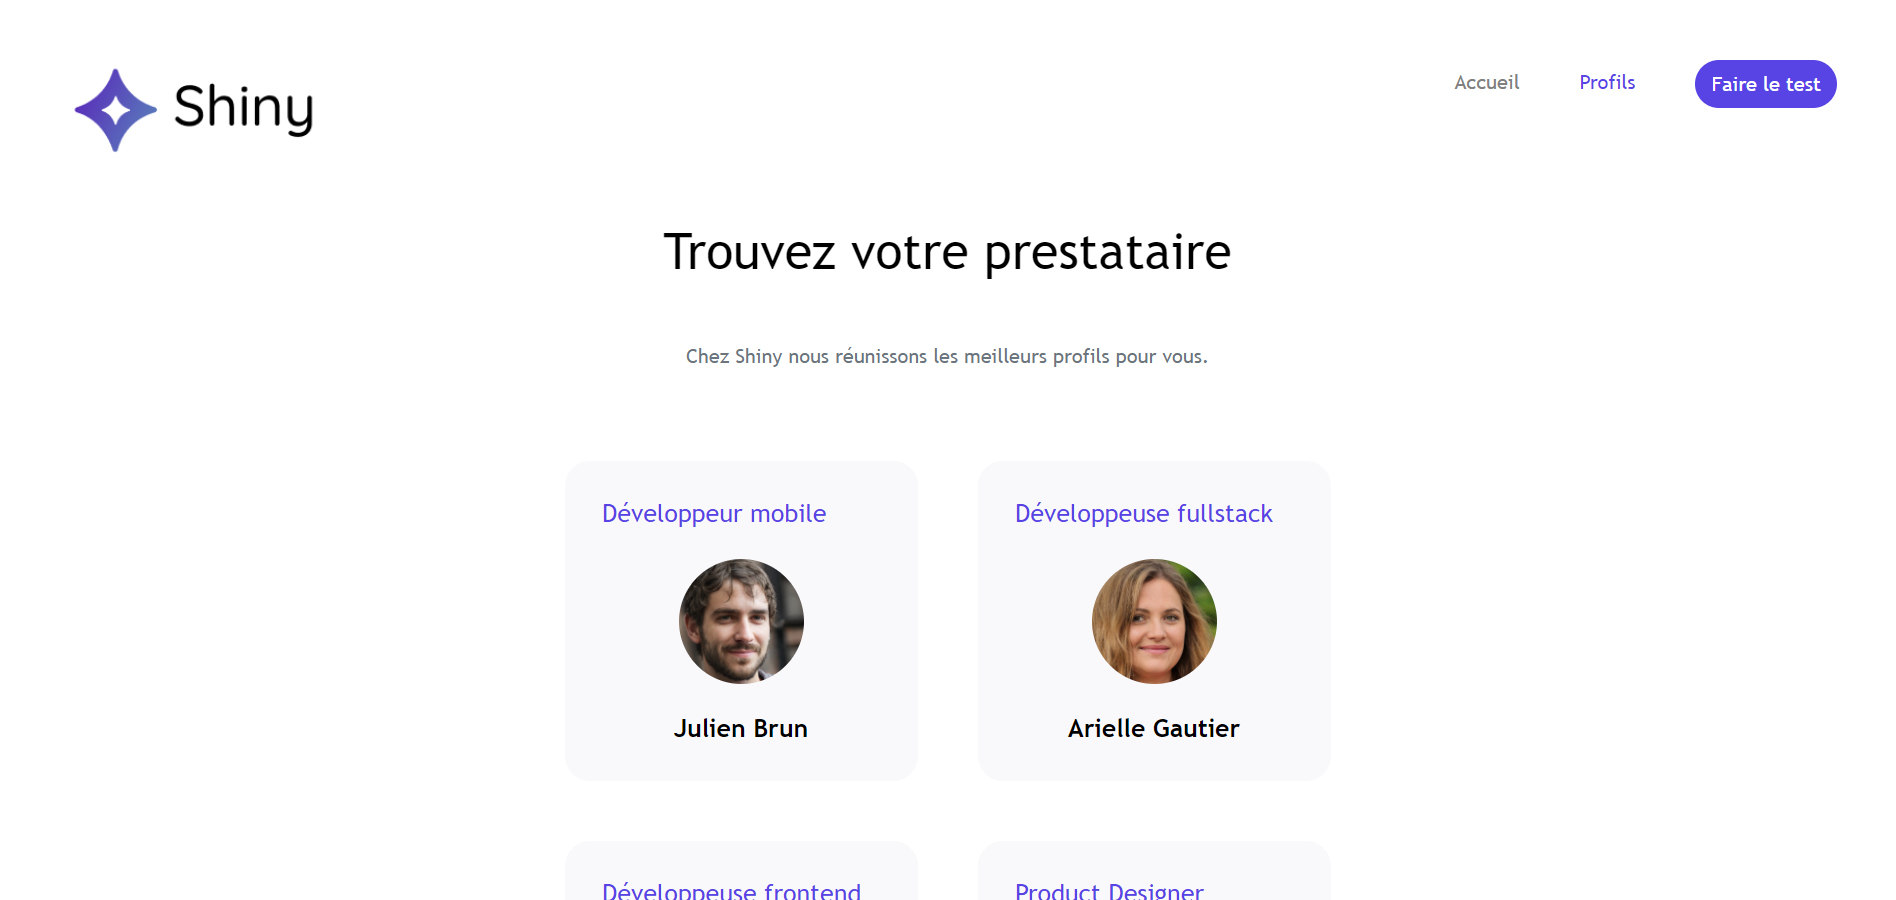 Shiny
Accueil
Profils
Faire le test
Trouvez votre prestataire
Chez Shiny nous réunissons les meilleurs profils pour vous.
Développeur mobile
Développeuse fullstack
Julien Brun
Arielle Gautier
Développeuse frontend
Product Designer